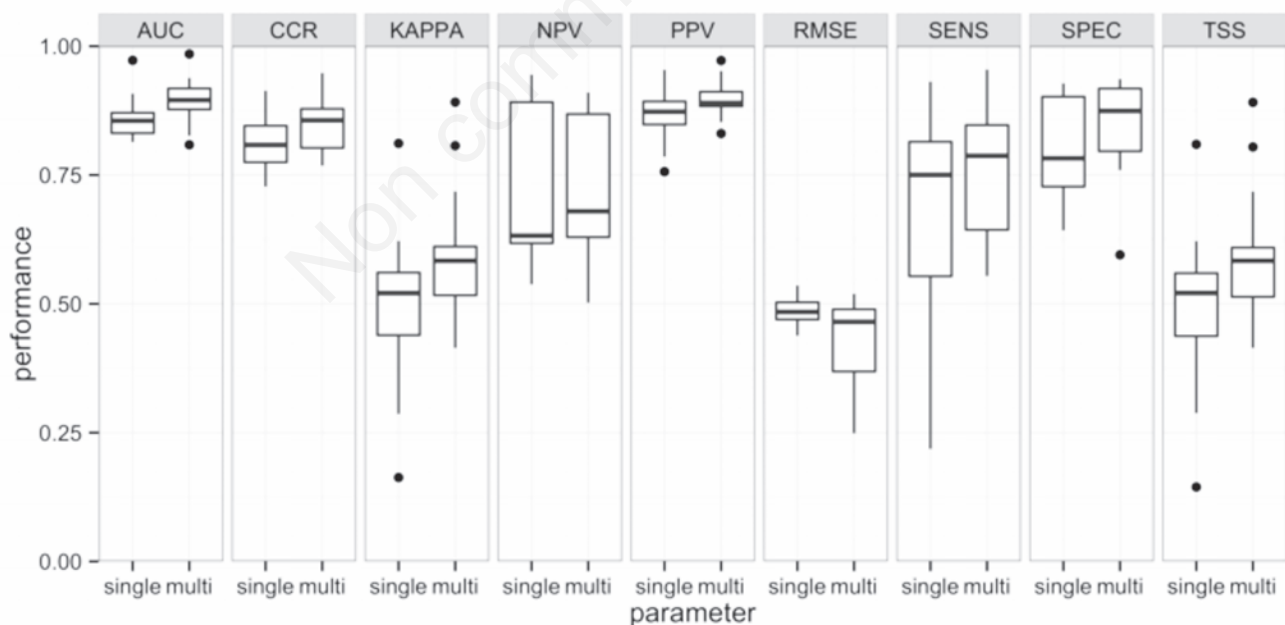 AUC CCR KAPPA NPV PPV RMSE SENS SPEC TSS
1.00
0.75
0.50
0.25
0.00
performance
single multi single multi single multi single multi single multi single multi single multi single multi single multi
parameter
Non comm